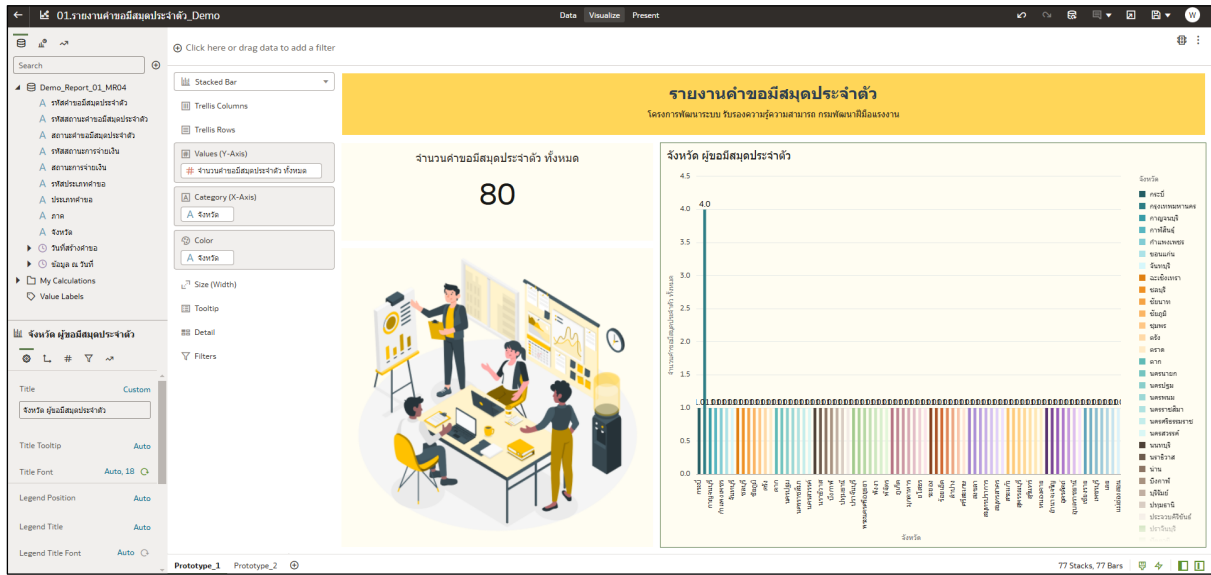 01.รายงานคำขอมีสมุดประจำตัว_Demo
Data Visualize Present
W
Search
Demo_Report_01_MR04
A รหัสคำขอมีสมุดประจำตัว
A รหัสสถานะคำขอมีสมุดประจำตัว
A สถานะคำขอมีสมุดประจำตัว
A รหัสสถานะการจ่ายเงิน
A สถานะการจ่ายเงิน
A รหัสประเภทคำขอ
A ประเภทคำขอ
A ภาค
A จังหวัด
วันที่สร้างคำขอ
ข้อมูล ณ วันที่
My Calculations
Value Labels
จังหวัด ผู้ขอมีสมุดประจำตัว
Title Custom
จังหวัด ผู้ขอมีสมุดประจำตัว
Title Tooltip Auto
Title Font Auto, 18
Legend Position Auto
Legend Title Auto
Legend Title Font Auto
Click here or drag data to add a filter
Stacked Bar
Trellis Columns
Trellis Rows
Values (Y-Axis)
# จำนวนคำขอมีสมุดประจำตัว ทั้งหมด
Category (X-Axis)
A จังหวัด
Color
A จังหวัด
Size (Width)
Tooltip
Detail
Filters
รายงานคำขอมีสมุดประจำตัว
โครงการพัฒนาระบบ รับรองความรู้ความสามารถ กรมพัฒนาฝีมือแรงงาน
จำนวนคำขอมีสมุดประจำตัว ทั้งหมด
80
จังหวัด ผู้ขอมีสมุดประจำตัว
4.5
4.0
3.5
3.0
2.5
2.0
1.5
1.0
0.5
0.0
4.0
จำนวนคำขอมีสมุดประจำตัว ทั้งหมด
จังหวัด
จังหวัด
กระบี่
กรุงเทพมหานคร
กาญจนบุรี
กาฬสินธุ์
กำแพงเพชร
ขอนแก่น
จันทบุรี
ฉะเชิงเทรา
ชลบุรี
ชัยนาท
ชัยภูมิ
ชุมพร
ตรัง
ตราด
ตาก
นครนายก
นครปฐม
นครพนม
นครราชสีมา
นครศรีธรรมราช
นครสวรรค์
นนทบุรี
นราธิวาส
น่าน
บึงกาฬ
บุรีรัมย์
ปทุมธานี
ประจวบคีรีขันธ์
ปราจีนบุรี
Prototype_1 Prototype_2
77 Stacks, 77 Bars